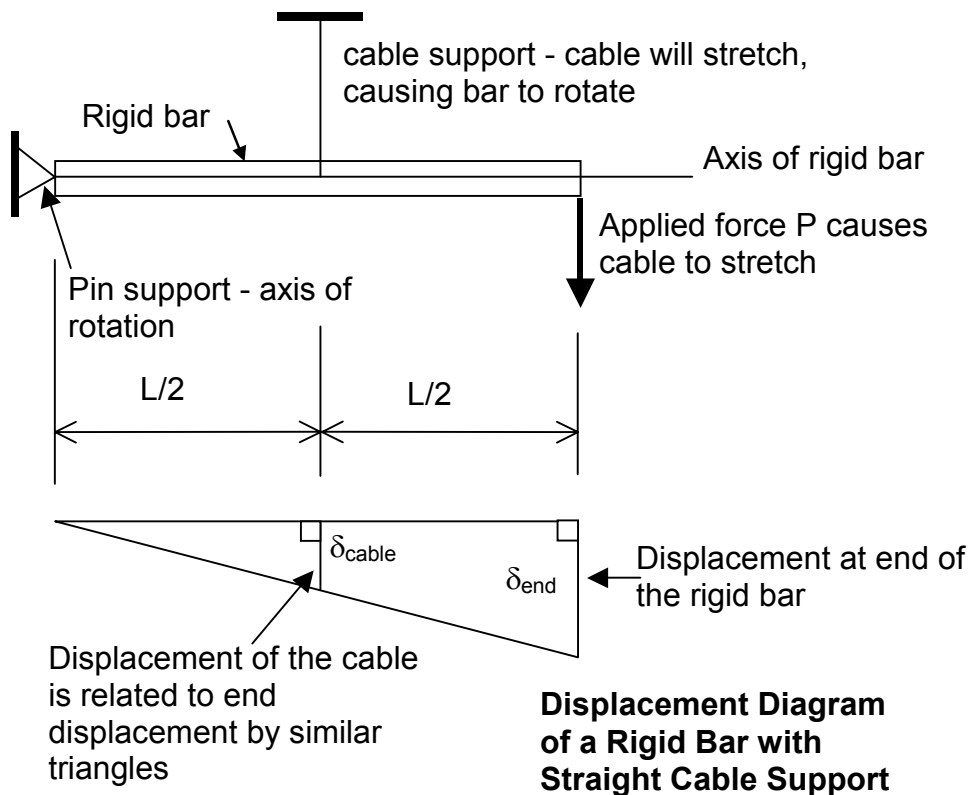 cable support - cable will stretch,
causing bar to rotate
Rigid bar
Axis of rigid bar
Applied force P causes
cable to stretch
Pin support - axis of
rotation
L/2
L/2
δcable
δend
Displacement at end of
the rigid bar
Displacement of the cable
is related to end
displacement by similar
triangles
Displacement Diagram
of a Rigid Bar with
Straight Cable Support